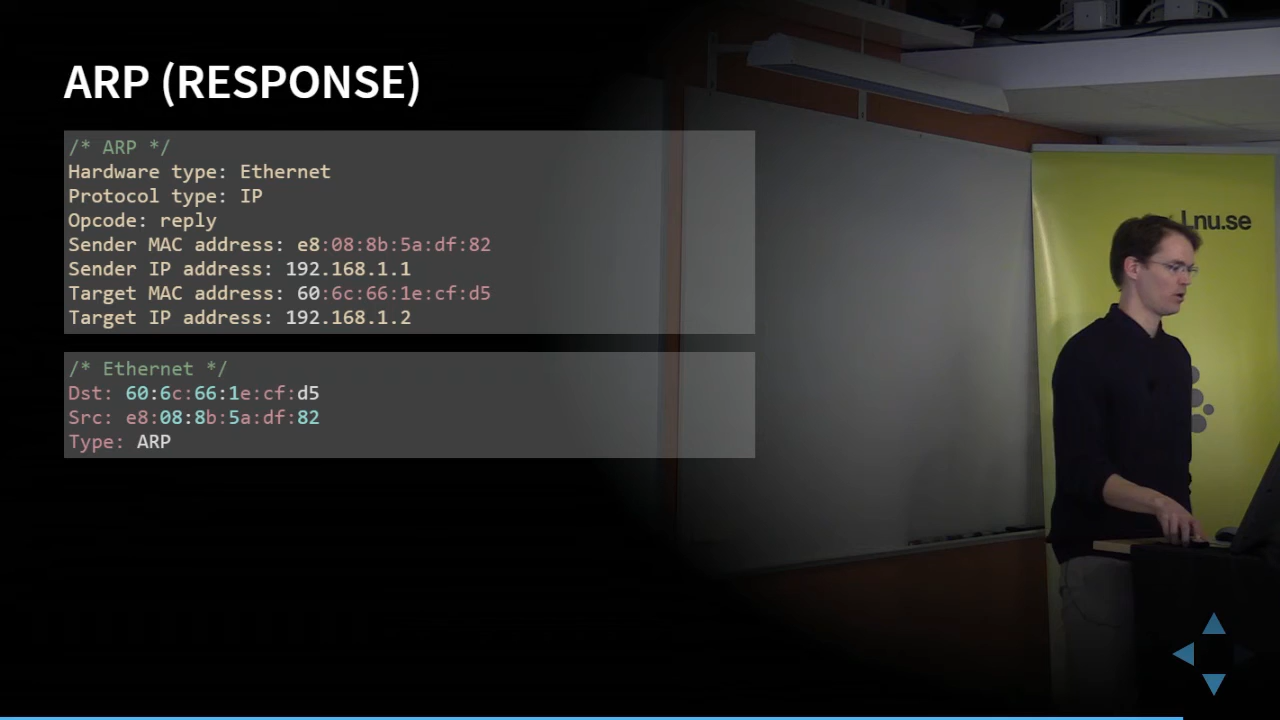 ARP (RESPONSE)
/* ARP */
Hardware type: Ethernet
Protocol type: IP
Opcode: reply
Sender MAC address: e8:08:8b:5a:df:82
Sender IP address: 192.168.1.1
Target MAC address: 60:6c:66:1e:cf:d5
Target IP address: 192.168.1.2
/* Ethernet */
Dst: 60:6c:66:1e:cf:d5
Src: e8:08:8b:5a:df:82
Type: ARP
Lnu.se